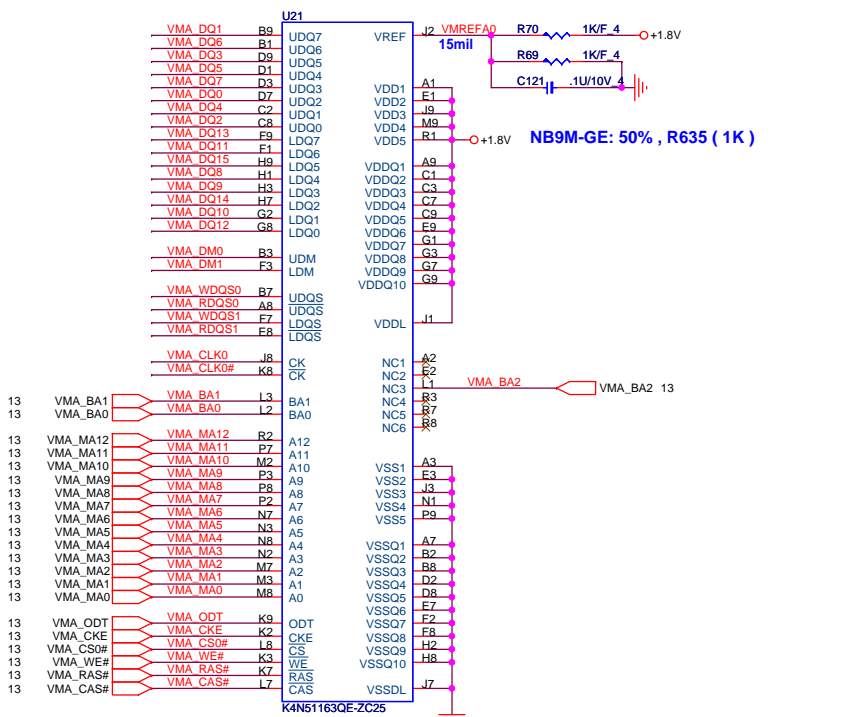 U21
VMA_DQ1 B9 UDQ7 VREF J2 VMREFA0 R70 1K/F_4 +1.8V
VMA_DQ6 B1 UDQ6 15mil
VMA_DQ3 D9 UDQ5 R69 1K/F_4
VMA_DQ5 D1 UDQ4
VMA_DQ7 D3 UDQ3 VDD1 A1 C121 .1U/10V_4
VMA_DQ0 D7 UDQ2 VDD2 E1
VMA_DQ4 C2 UDQ1 VDD3 J9
VMA_DQ2 C8 UDQ0 VDD4 M9
VMA_DQ13 F9 LDQ7 VDD5 R1 +1.8V NB9M-GE: 50% , R635 ( 1K )
VMA_DQ11 F1 LDQ6
VMA_DQ15 H9 LDQ5 VDDQ1 A9
VMA_DQ8 H1 LDQ4 VDDQ2 C1
VMA_DQ9 H3 LDQ3 VDDQ3 C3
VMA_DQ14 H7 LDQ2 VDDQ4 C7
VMA_DQ10 G2 LDQ1 VDDQ5 C9
VMA_DQ12 G8 LDQ0 VDDQ6 E9
VDDQ7 G1
VMA_DM0 B3 UDM VDDQ8 G3
VMA_DM1 F3 LDM VDDQ9 G7
VDDQ10 G9
VMA_WDQS0 B7 UDQS
VMA_RDQS0 A8 UDQS
VMA_WDQS1 F7 LDQS VDDL J1
VMA_RDQS1 E8 LDQS
VMA_CLK0 J8 CK NC1 A2
VMA_CLK0# K8 CK NC2 E2
NC3 L1 VMA_BA2 VMA_BA2 13
13 VMA_BA1 VMA_BA1 L3 BA1 NC4 R3
13 VMA_BA0 VMA_BA0 L2 BA0 NC5 R7
NC6 R8
13 VMA_MA12 VMA_MA12 R2 A12
13 VMA_MA11 VMA_MA11 P7 A11
13 VMA_MA10 VMA_MA10 M2 A10 VSS1 A3
13 VMA_MA9 VMA_MA9 P3 A9 VSS2 E3
13 VMA_MA8 VMA_MA8 P8 A8 VSS3 J3
13 VMA_MA7 VMA_MA7 P2 A7 VSS4 N1
13 VMA_MA6 VMA_MA6 N7 A6 VSS5 P9
13 VMA_MA5 VMA_MA5 N3 A5
13 VMA_MA4 VMA_MA4 N8 A4 VSSQ1 A7
13 VMA_MA3 VMA_MA3 N2 A3 VSSQ2 B2
13 VMA_MA2 VMA_MA2 M7 A2 VSSQ3 B8
13 VMA_MA1 VMA_MA1 M3 A1 VSSQ4 D2
13 VMA_MA0 VMA_MA0 M8 A0 VSSQ5 D8
VSSQ6 E7
13 VMA_ODT VMA_ODT K9 ODT VSSQ7 F2
13 VMA_CKE VMA_CKE K2 CKE VSSQ8 F8
13 VMA_CS0# VMA_CS0# L8 CS VSSQ9 H2
13 VMA_WE# VMA_WE# K3 WE VSSQ10 H8
13 VMA_RAS# VMA_RAS# K7 RAS
13 VMA_CAS# VMA_CAS# L7 CAS VSSDL J7
K4N51163QE-ZC25